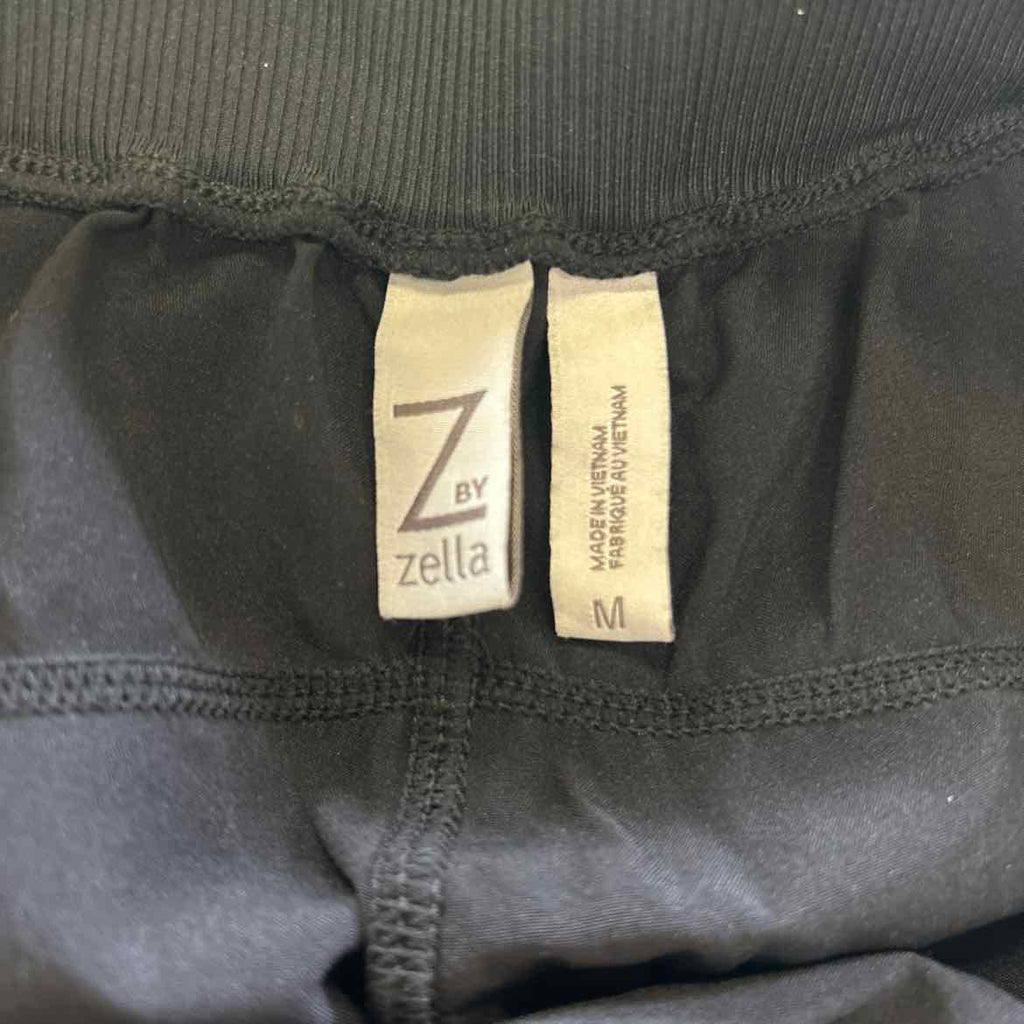 Z BY
zella
MADE IN VIETNAM
FABRIQUÉ AU VIETNAM
M